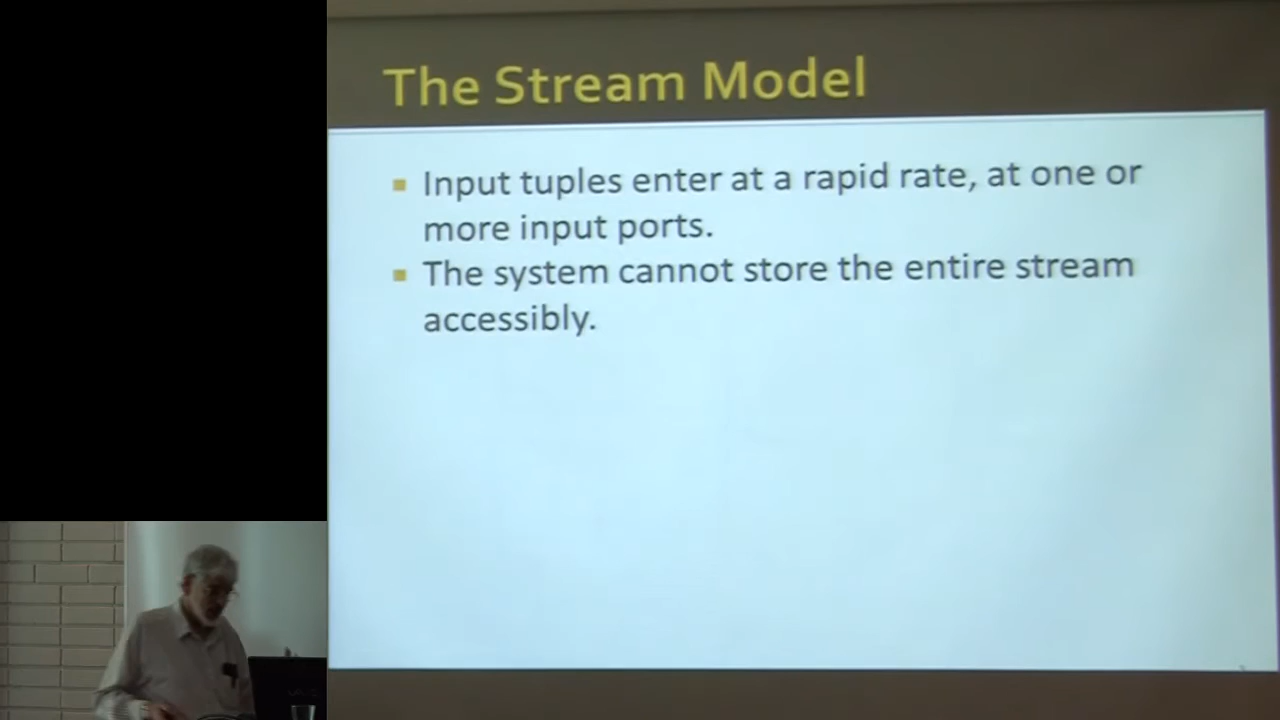 The Stream Model
Input tuples enter at a rapid rate, at one or
more input ports.
The system cannot store the entire stream
accessibly.
VAIO